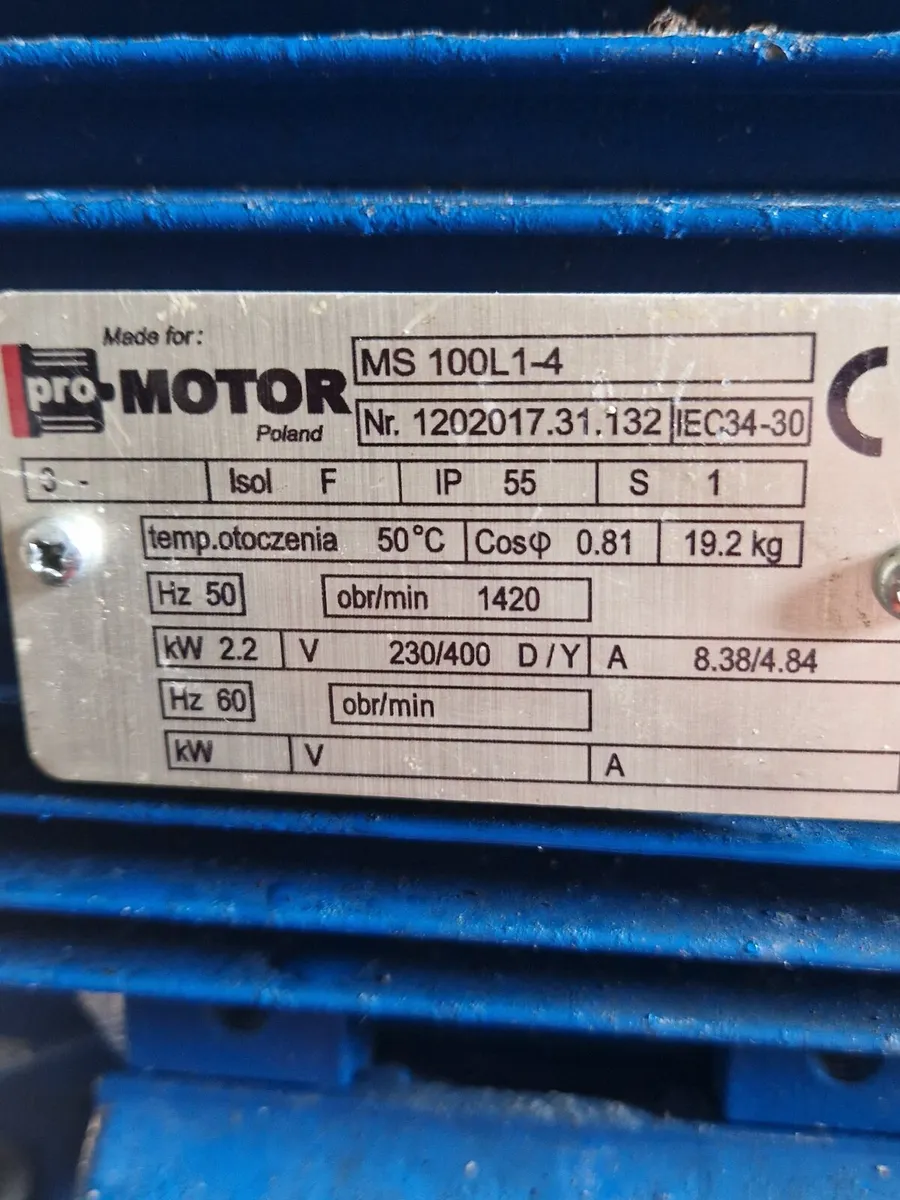 Made for:
pro·MOTOR
Poland
MS 100L1-4
Nr. 1202017.31.132 IEC34-30
3 - Isol F IP 55 S 1
temp.otoczenia 50°C Cosφ 0.81 19.2 kg
Hz 50 obr/min 1420
kW 2.2 V 230/400 D/Y A 8.38/4.84
Hz 60 obr/min
kW V A